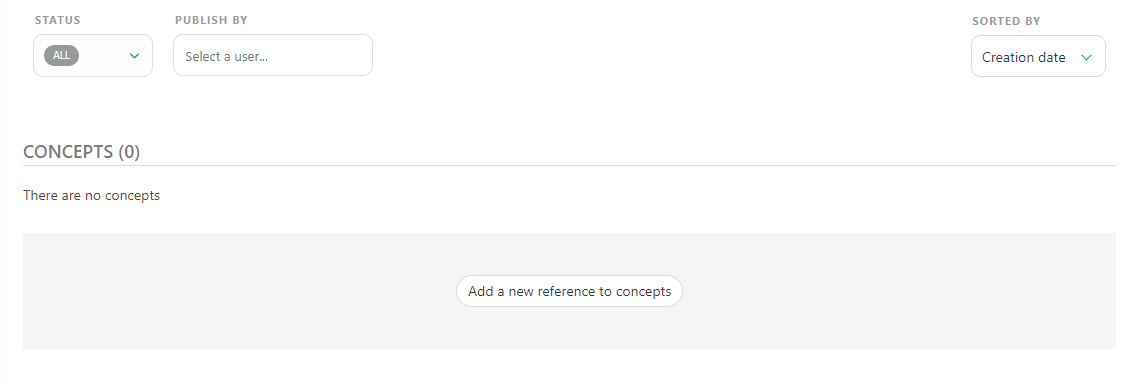 STATUS
PUBLISH BY
SORTED BY
ALL
Select a user...
Creation date
CONCEPTS (0)
There are no concepts
Add a new reference to concepts